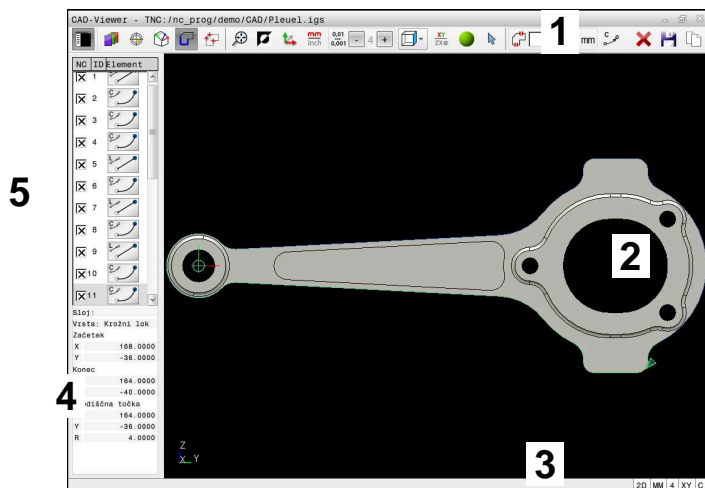 CAD-Viewer - TNC:/nc_prog/demo/CAD/Pleuel.igs
mm inch 0,01 0,001 - 4 + XY ZXØ 1 mm C
NC ID Element
1 L
2 C
3 C
4 C
5 L
6 C
7 L
8 C
9 L
10 C
11 C
5
2
Sloj:
Vrsta: Krožni lok
Začetek
X 168.0000
Y -36.0000
Konec
164.0000
-40.0000
4
točka
164.0000
Y -36.0000
R 4.0000
Z
X Y
3
2D MM 4 XY C